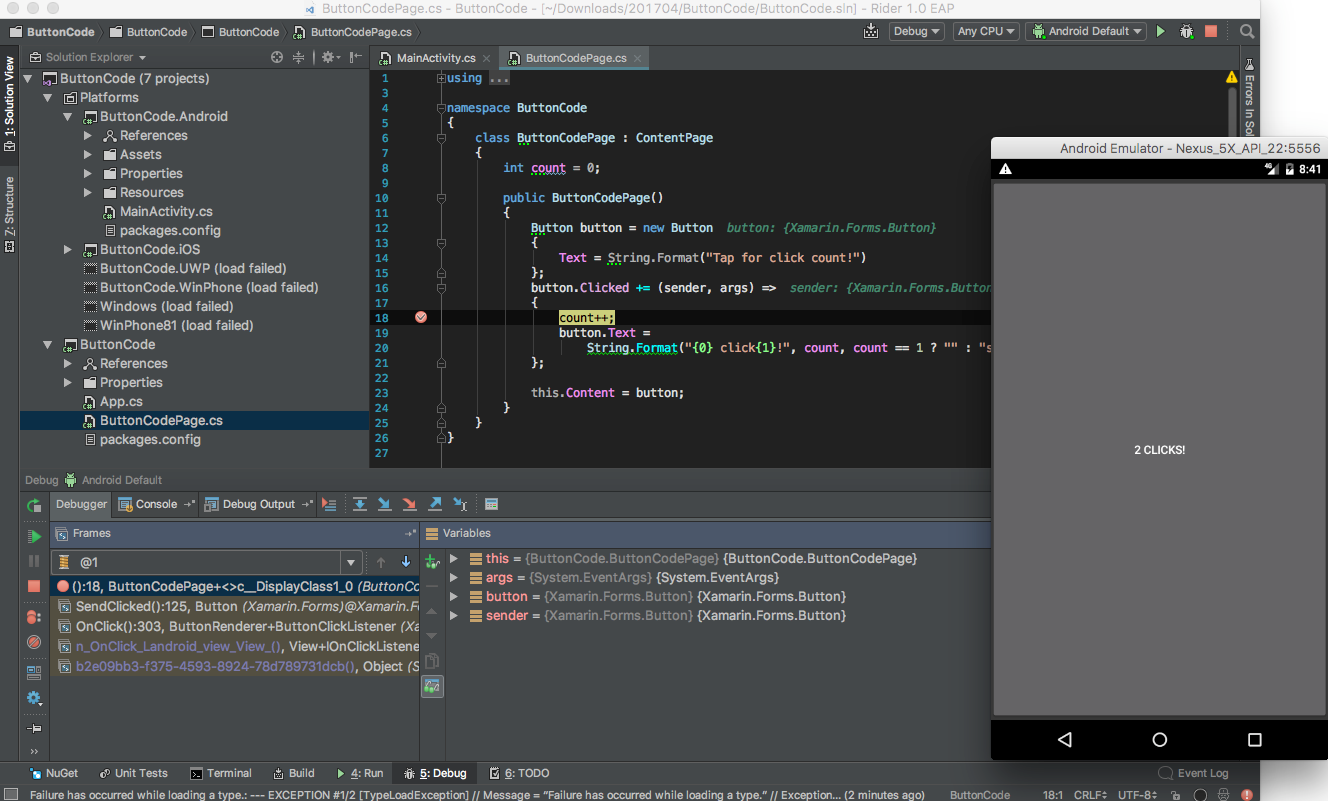 ButtonCodePage.cs - ButtonCode - [~/Downloads/201704/ButtonCode/ButtonCode.sln] - Rider 1.0 EAP
ButtonCode ButtonCode ButtonCode ButtonCodePage.cs
Debug Any CPU Android Default
1: Solution View
Z: Structure
Solution Explorer
ButtonCode (7 projects)
Platforms
ButtonCode.Android
References
Assets
Properties
Resources
MainActivity.cs
packages.config
ButtonCode.iOS
ButtonCode.UWP (load failed)
ButtonCode.WinPhone (load failed)
Windows (load failed)
WinPhone81 (load failed)
ButtonCode
References
Properties
App.cs
ButtonCodePage.cs
packages.config
MainActivity.cs ButtonCodePage.cs
1 using ...
3
4 namespace ButtonCode
5 {
6 class ButtonCodePage : ContentPage
7 {
8 int count = 0;
9
10 public ButtonCodePage()
11 {
12 Button button = new Button button: {Xamarin.Forms.Button}
13 {
14 Text = String.Format("Tap for click count!")
15 };
16 button.Clicked += (sender, args) => sender: {Xamarin.Forms.Button
17 {
18 count++;
19 button.Text =
20 String.Format("{0} click{1}!", count, count == 1 ? "" : "s
21 };
22
23 this.Content = button;
24 }
25 }
26 }
27
Errors In Sol
Android Emulator - Nexus_5X_API_22:5556
4G 8:41
2 CLICKS!
Debug Android Default
Debugger Console Debug Output
Frames
@1
():18, ButtonCodePage+<>c__DisplayClass1_0 (ButtonCo
SendClicked():125, Button (Xamarin.Forms)@Xamarin.Fo
OnClick():303, ButtonRenderer+ButtonClickListener (Xa
n_OnClick_Landroid_view_View_(), View+IOnClickListene
b2e09bb3-f375-4593-8924-78d789731dcb(), Object (S
Variables
this = {ButtonCode.ButtonCodePage} {ButtonCode.ButtonCodePage}
args = {System.EventArgs} {System.EventArgs}
button = {Xamarin.Forms.Button} {Xamarin.Forms.Button}
sender = {Xamarin.Forms.Button} {Xamarin.Forms.Button}
NuGet Unit Tests Terminal Build 4: Run 5: Debug 6: TODO Event Log
Failure has occurred while loading a type.: --- EXCEPTION #1/2 [TypeLoadException] // Message = “Failure has occurred while loading a type.” // Exception... (2 minutes ago) ButtonCode 18:1 CRLF UTF-8